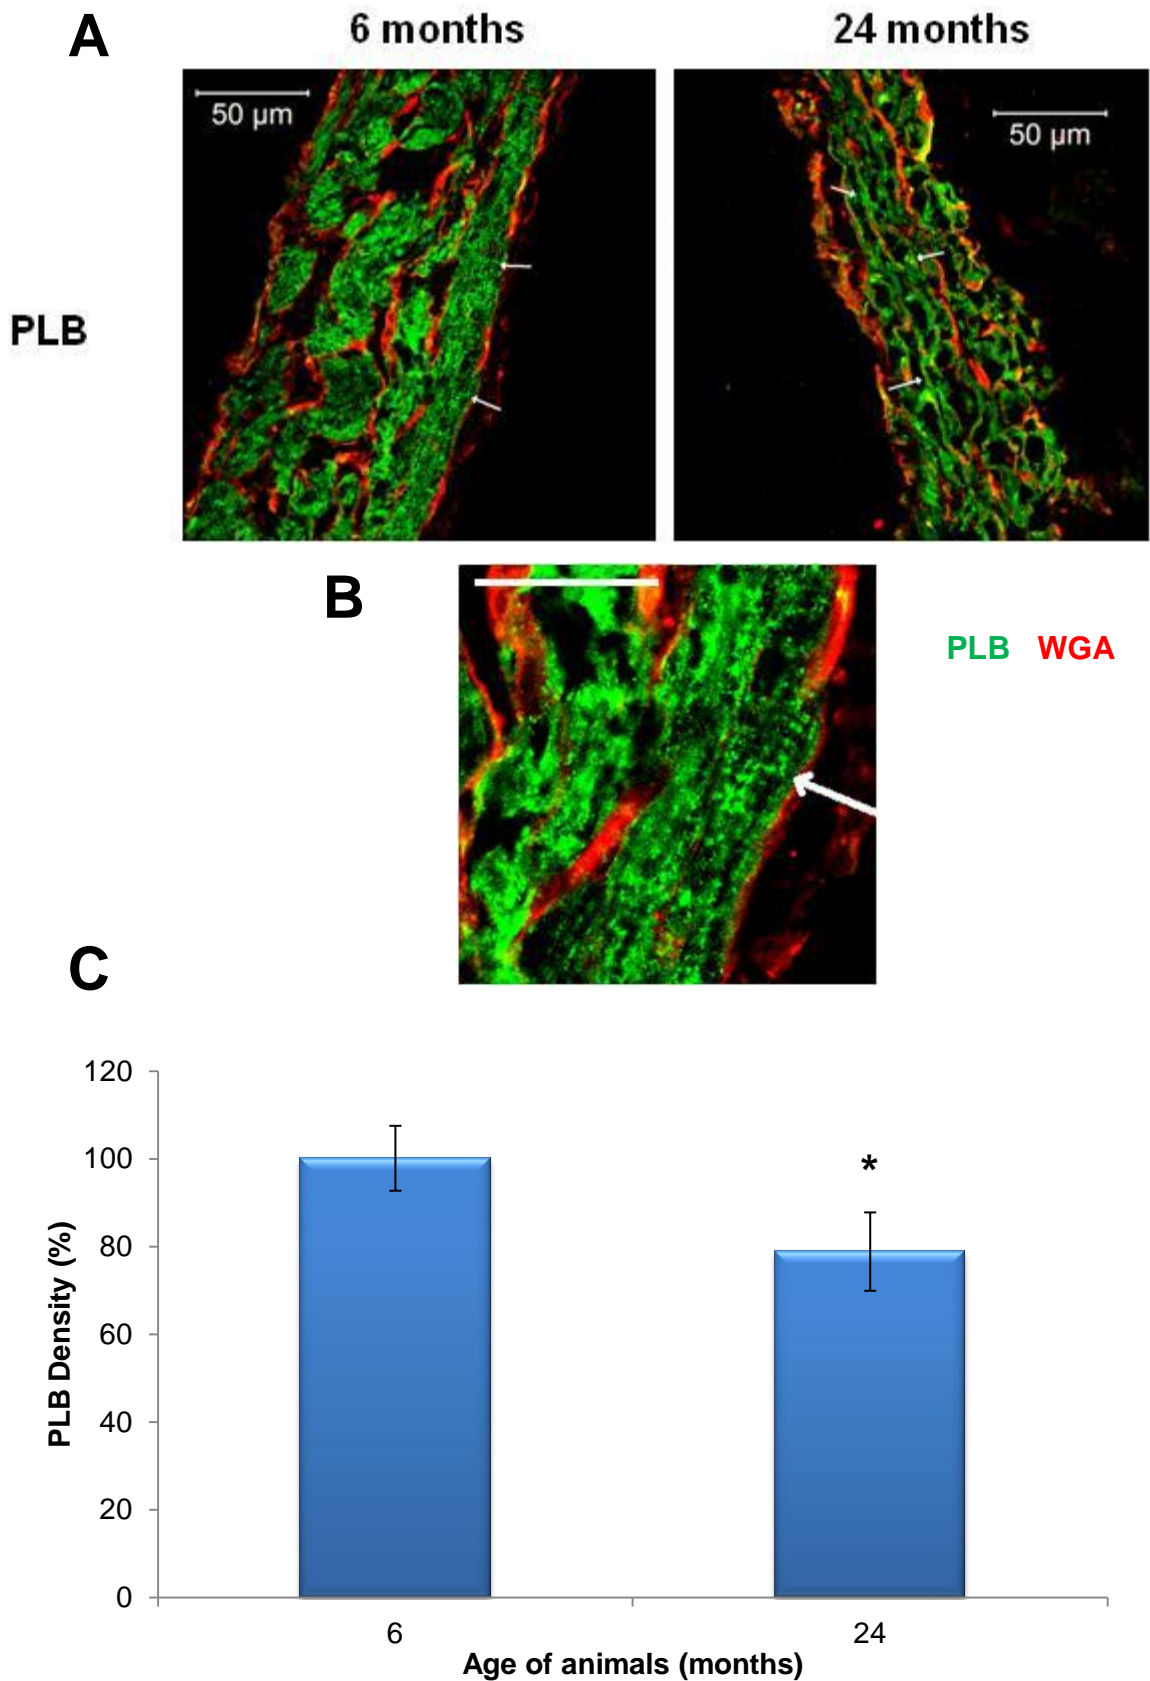 A
6 months
24 months
50 µm
50 µm
PLB
B
PLB WGA
C
120
100
80
60
40
20
0
PLB Density (%)
*
6
24
Age of animals (months)